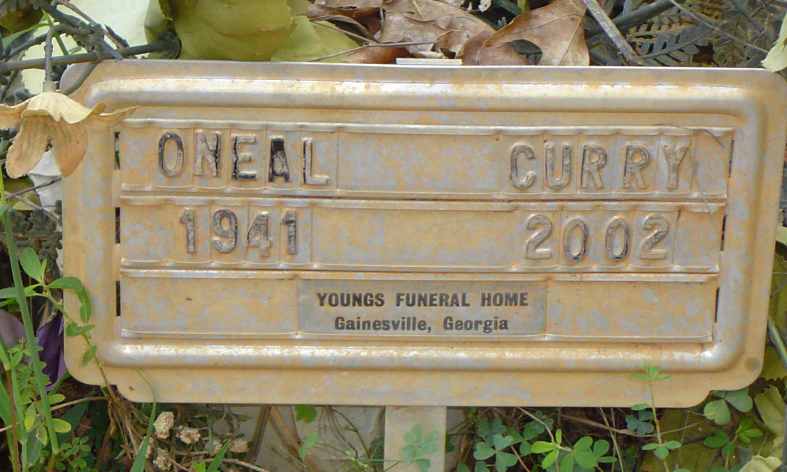 ONEAL CURRY
1941 2002
YOUNGS FUNERAL HOME
Gainesville, Georgia